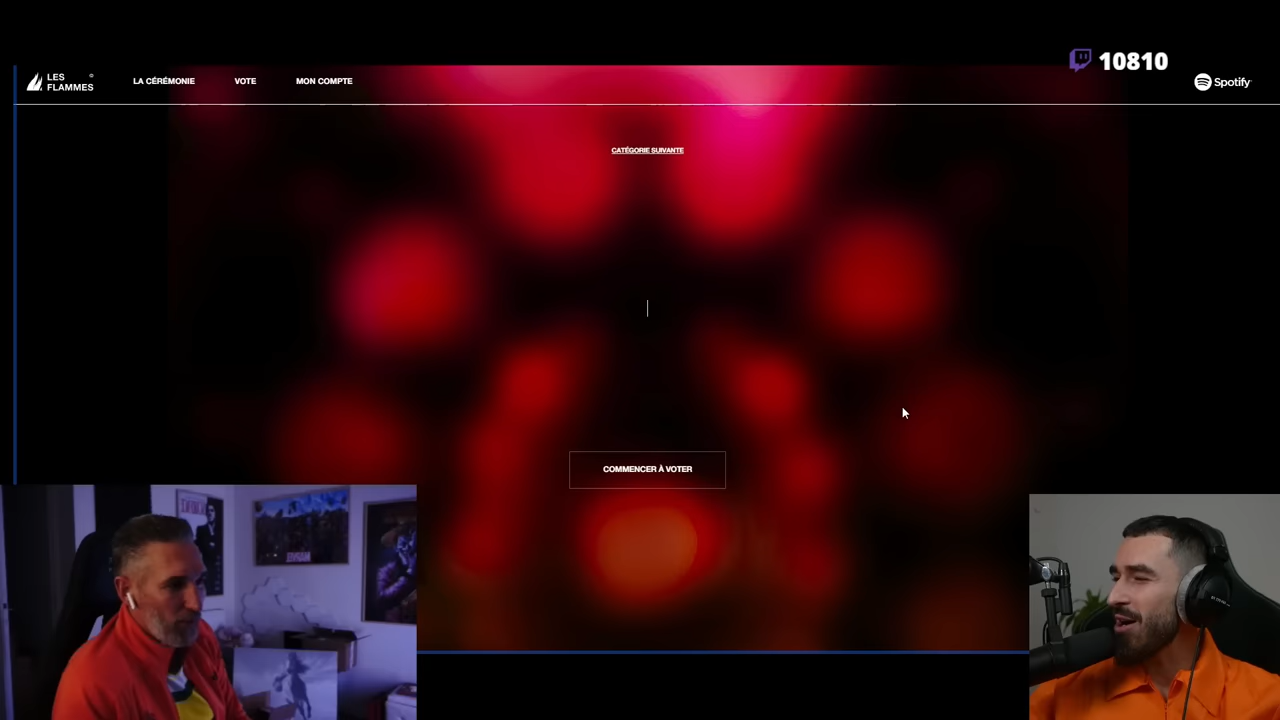 10810
LES
FLAMMES
LA CÉRÉMONIE
VOTE
MON COMPTE
Spotify
CATÉGORIE SUIVANTE
COMMENCER À VOTER